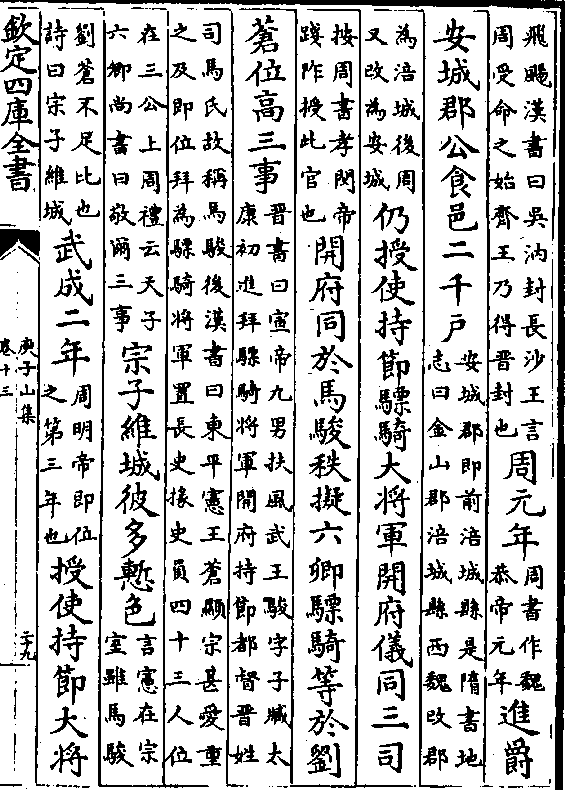 飛颺漢書曰吳汭封長沙王言
周受命之始齊王乃得晉封也
周元年
周書作魏
恭帝元年
進爵
安城郡公食邑二千户
安城郡即前涪城縣是隋書地
志曰金山郡涪城縣西魏改郡
為涪城後周
又改為安城
仍授使持節驃騎大將軍開府儀同三司
按周書孝閔帝
踐阼授此官也
開府同於馬駿秩擬六卿驃騎等於劉
蒼位高三事
晉書曰宣帝九男扶風武王駿字子臧太
康初進拜驃騎將軍開府持節都督晉姓
司馬氏故稱馬駿後漢書曰東平憲王蒼顯宗甚愛重
之及即位拜為驃騎將軍置長史掾史員四十三人位
在三公上周禮云天子
六卿尚書曰敬爾三事
宗子維城彼多慙色
言憲在宗
室雖馬駿
劉蒼不足比也
詩曰宗子維城
武成二年
周明帝即位
之第三年也
授使持節大將
欽定四庫全書
庾子山集
卷十三
二十九